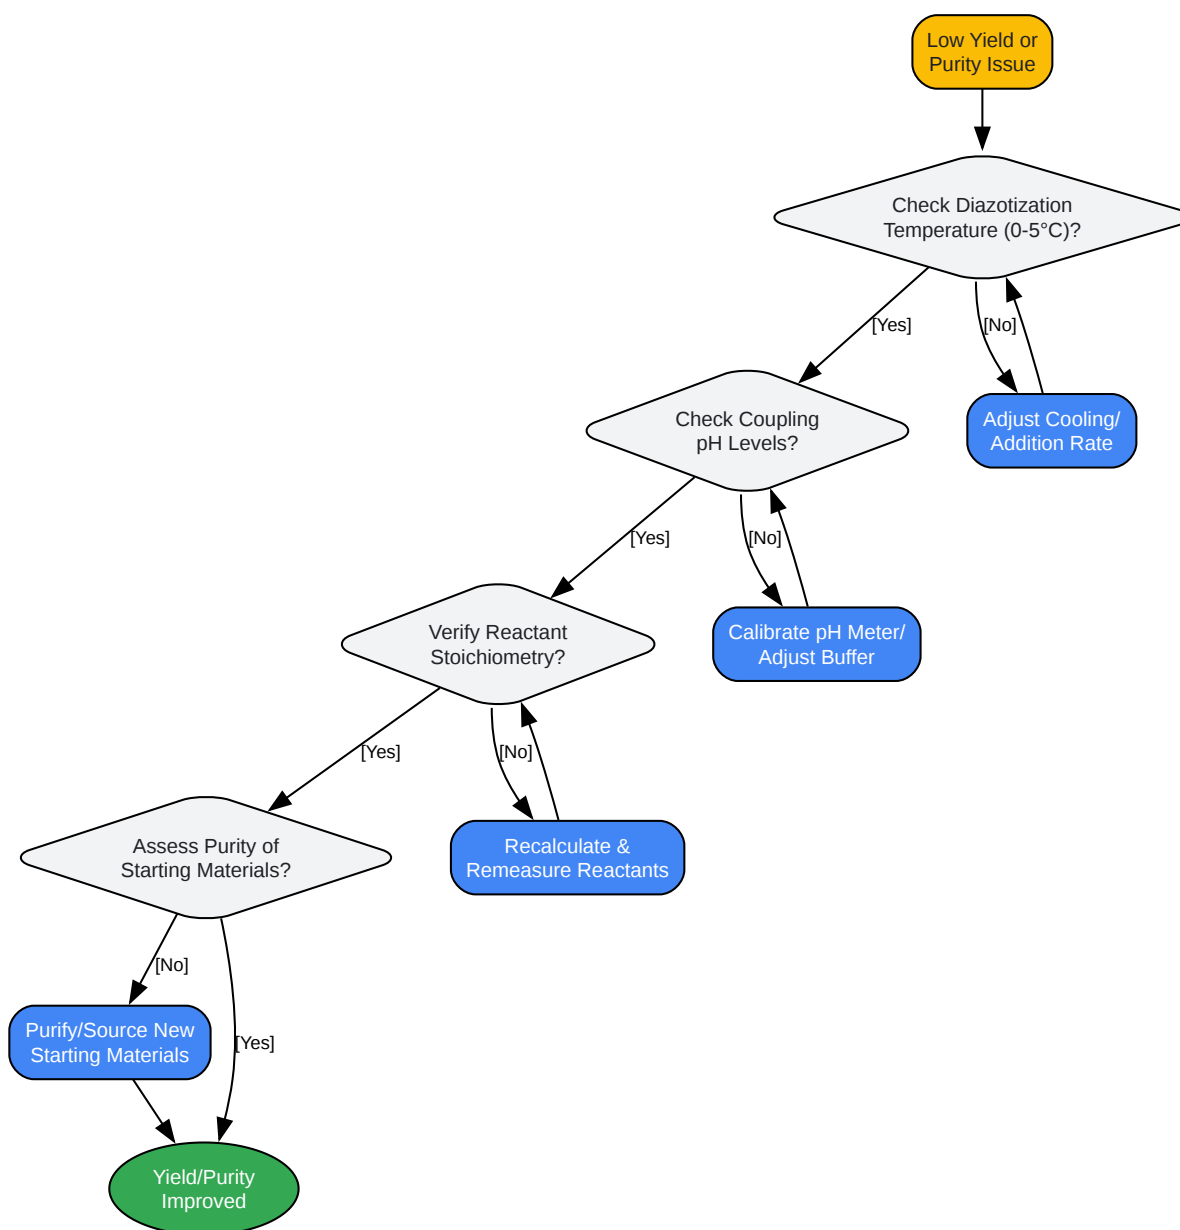 Low Yield or
Purity Issue
Check Diazotization
Temperature (0-5°C)?
[Yes]
[No]
Check Coupling
pH Levels?
Adjust Cooling/
Addition Rate
[Yes]
[No]
Verify Reactant
Stoichiometry?
Calibrate pH Meter/
Adjust Buffer
[Yes]
[No]
Assess Purity of
Starting Materials?
Recalculate &
Remeasure Reactants
[No]
Purify/Source New
Starting Materials
[Yes]
Yield/Purity
Improved